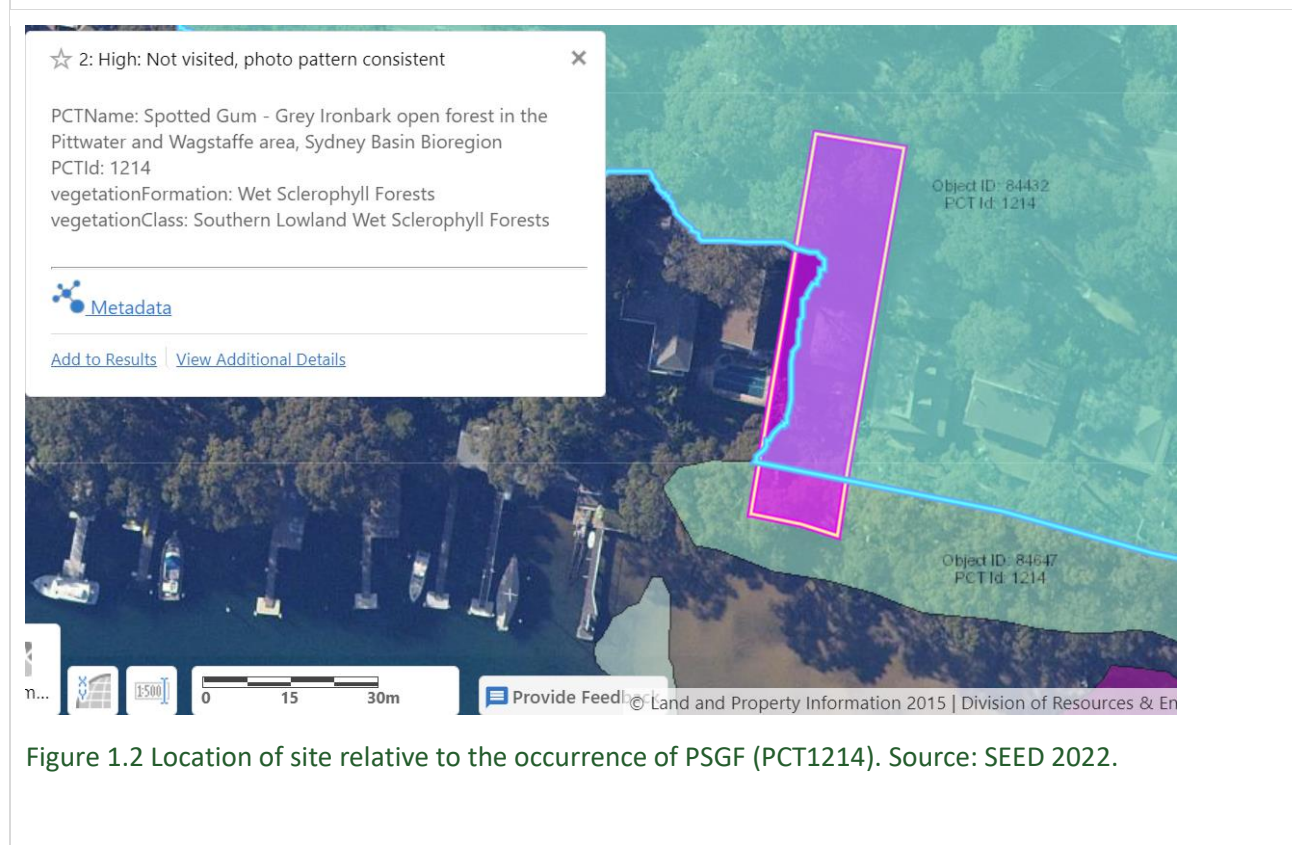 2: High: Not visited, photo pattern consistent
PCTName: Spotted Gum - Grey Ironbark open forest in the
Pittwater and Wagstaffe area, Sydney Basin Bioregion
PCTId: 1214
vegetationFormation: Wet Sclerophyll Forests
vegetationClass: Southern Lowland Wet Sclerophyll Forests
Metadata
Add to Results View Additional Details
Object ID: 84432
PCT Id: 1214
Object ID: 84647
PCT Id: 1214
m...
1:500
0 15 30m
Provide Feedback
© Land and Property Information 2015 | Division of Resources & En
Figure 1.2 Location of site relative to the occurrence of PSGF (PCT1214). Source: SEED 2022.